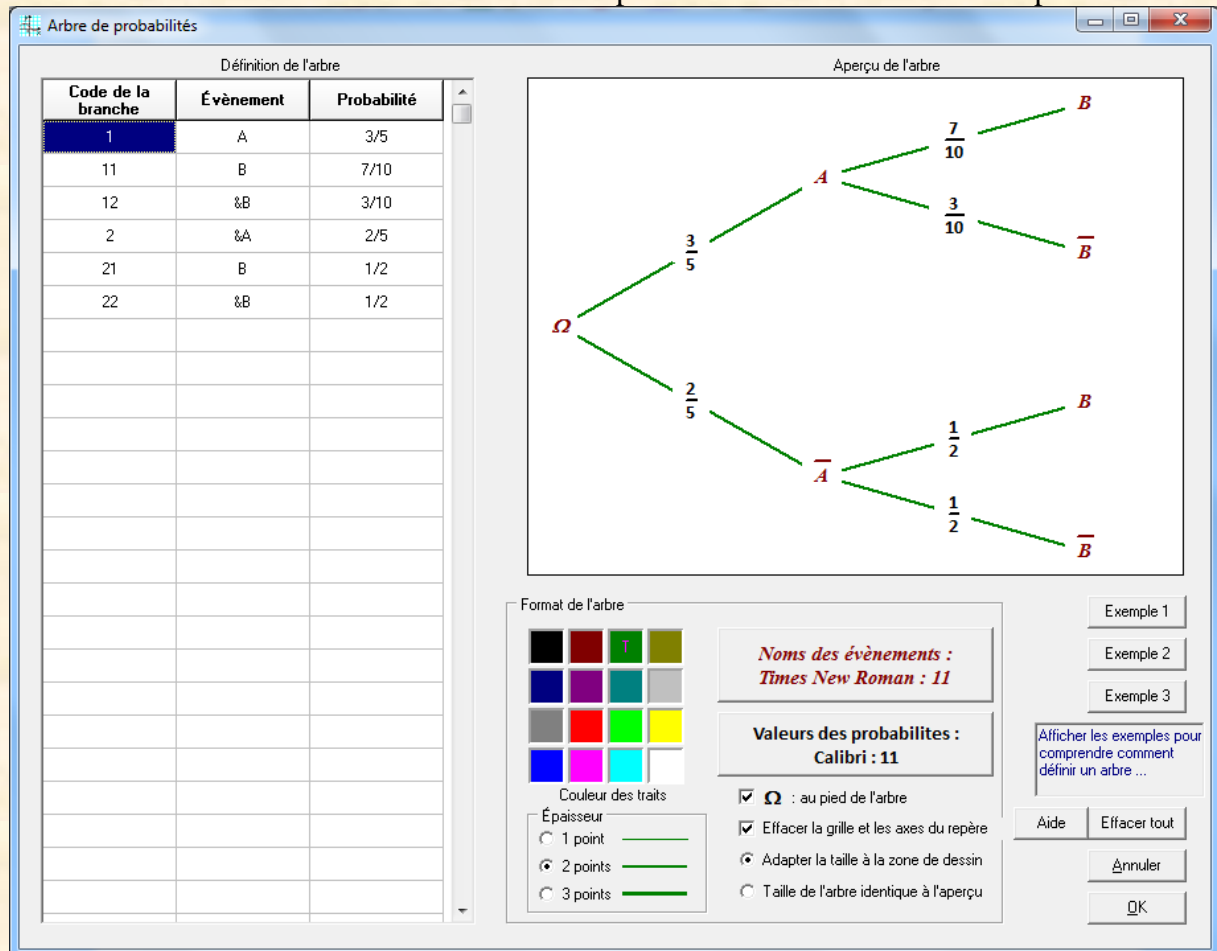 Arbre de probabilités
Définition de l'arbre
Code de la branche Évènement Probabilité
1 A 3/5
11 B 7/10
12 &B 3/10
2 &A 2/5
21 B 1/2
22 &B 1/2
Aperçu de l'arbre
B
7
10
A
3
10
B
3
5
Ω
2
5
B
1
2
A
1
2
B
Format de l'arbre
T
Couleur des traits
Épaisseur
1 point
2 points
3 points
Noms des évènements :
Times New Roman : 11
Valeurs des probabilites :
Calibri : 11
Ω : au pied de l'arbre
Effacer la grille et les axes du repère
Adapter la taille à la zone de dessin
Taille de l'arbre identique à l'aperçu
Exemple 1
Exemple 2
Exemple 3
Afficher les exemples pour
comprendre comment
définir un arbre ...
Aide Effacer tout
Annuler
OK